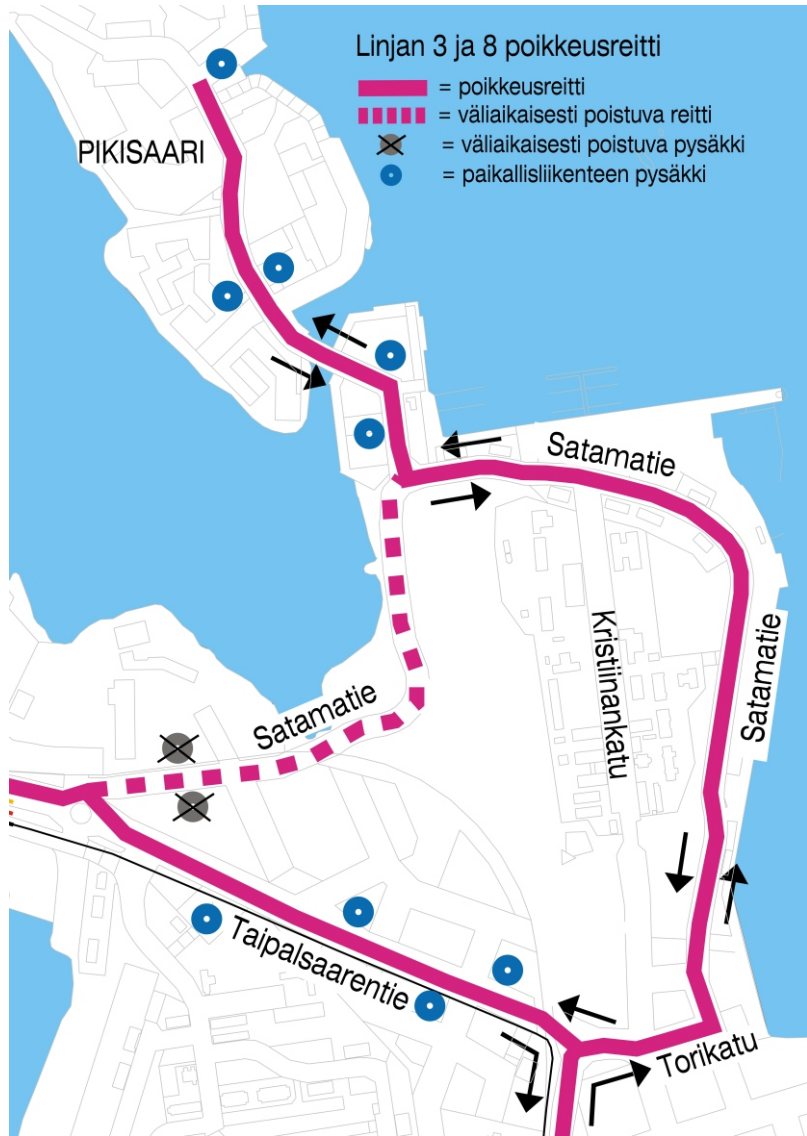 Linjan 3 ja 8 poikkeusreitti
= poikkeusreitti
= väliaikaisesti poistuva reitti
= väliaikaisesti poistuva pysäkki
= paikallisliikenteen pysäkki
PIKISAARI
Satamatie
Kristiinankatu
Satamatie
Satamatie
Taipalsaarentie
Torikatu